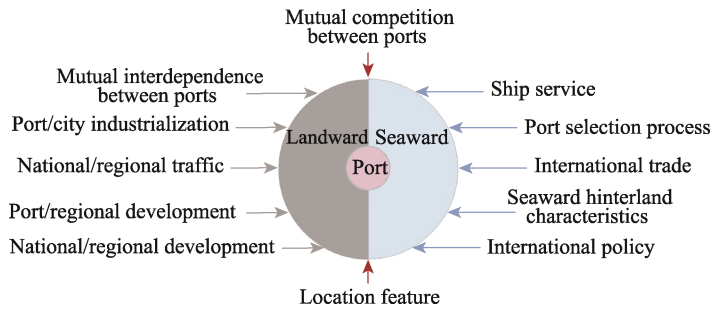 Mutual competition
between ports
Mutual interdependence
between ports
Ship service
Port/city industrialization
Port selection process
Landward
Seaward
National/regional traffic
Port
International trade
Port/regional development
Seaward hinterland
characteristics
National/regional development
International policy
Location feature